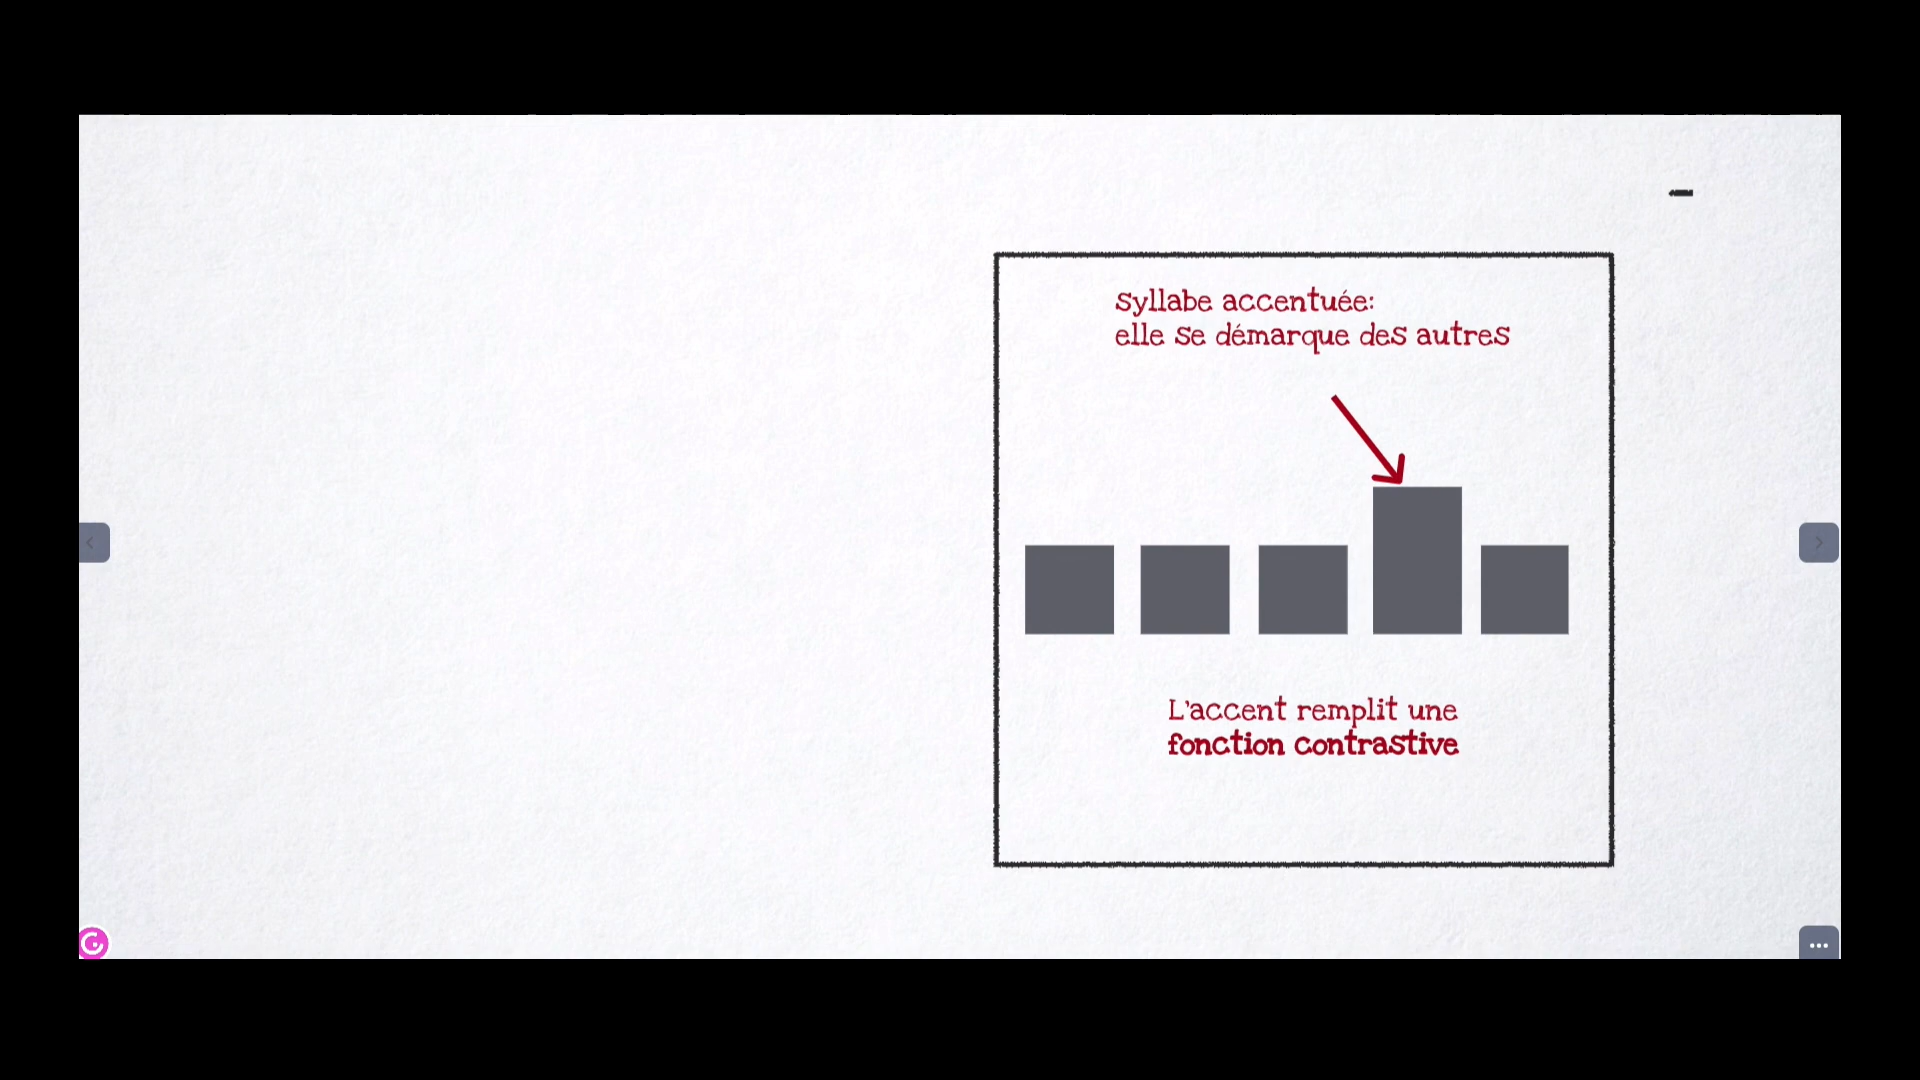 syllabe accentuée:
elle se démarque des autres
L'accent remplit une
fonction contrastive